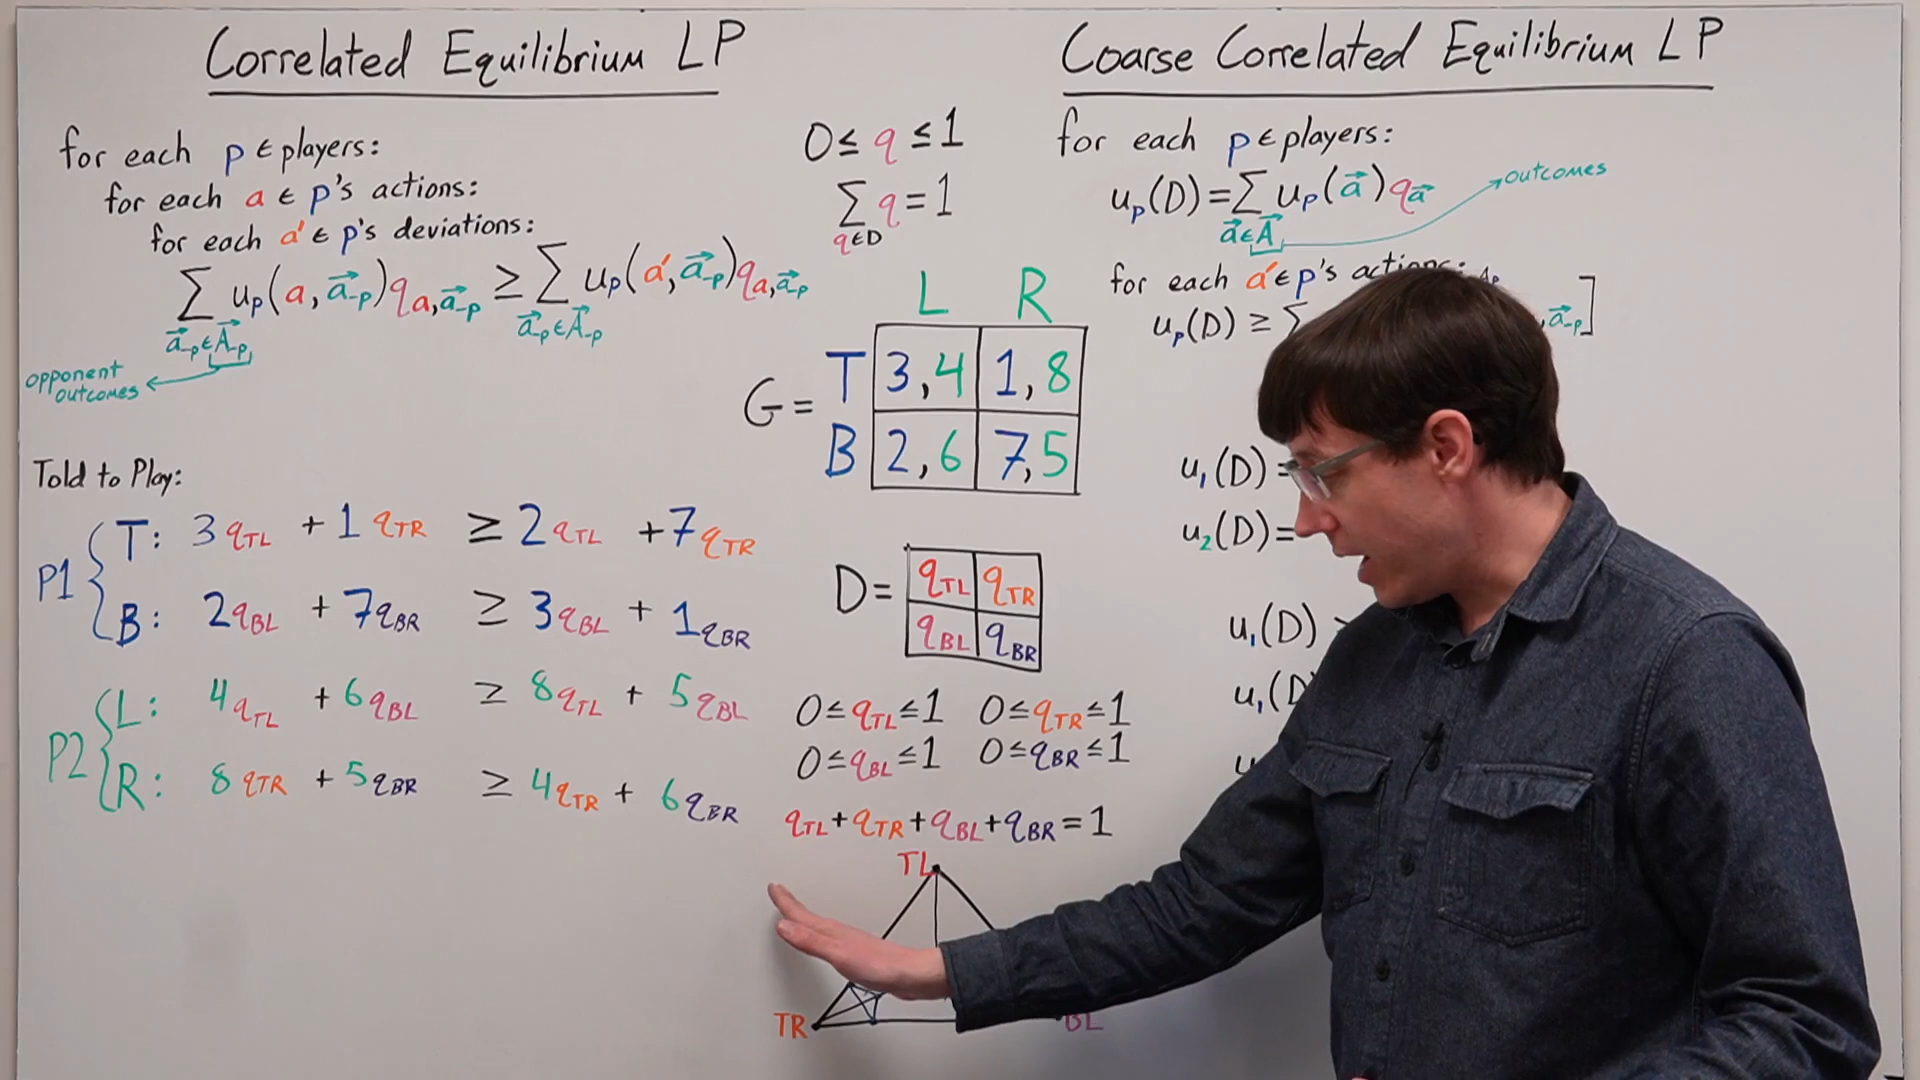 Correlated Equilibrium LP
for each p ∈ players:
for each a ∈ p's actions:
for each a' ∈ p's deviations:
∑ u_p(a, a⃗_-p) q_a,a⃗_-p ≥ ∑ u_p(a', a⃗_-p) q_a,a⃗_-p
a⃗_-p ∈ A⃗_-p a⃗_-p ∈ A⃗_-p
opponent
outcomes
Told to Play:
P1
T: 3 q_TL + 1 q_TR ≥ 2 q_TL + 7 q_TR
B: 2 q_BL + 7 q_BR ≥ 3 q_BL + 1 q_BR
P2
L: 4 q_TL + 6 q_BL ≥ 8 q_TL + 5 q_BL
R: 8 q_TR + 5 q_BR ≥ 4 q_TR + 6 q_BR
0 ≤ q ≤ 1
∑ q = 1
q ∈ D
L R
G =
T 3,4 1,8
B 2,6 7,5
D =
q_TL q_TR
q_BL q_BR
0 ≤ q_TL ≤ 1 0 ≤ q_TR ≤ 1
0 ≤ q_BL ≤ 1 0 ≤ q_BR ≤ 1
q_TL + q_TR + q_BL + q_BR = 1
TL
TR BL
Coarse Correlated Equilibrium LP
for each p ∈ players:
u_p(D) = ∑ u_p(a⃗) q_a⃗
a⃗ ∈ A⃗
outcomes
for each a' ∈ p's actions:
u_p(D) ≥ ∑
,a⃗_-p]
u_1(D) =
u_2(D) =
u_1(D) ≥
u_1(D)
u